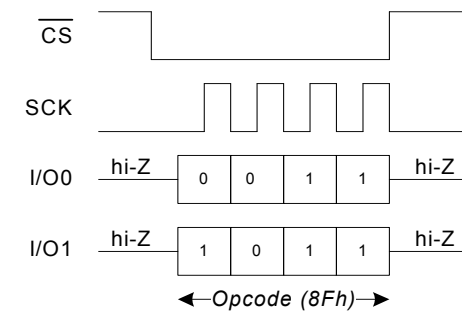 CS
SCK
I/O0 hi-Z 0 0 1 1 hi-Z
I/O1 hi-Z 1 0 1 1 hi-Z
Opcode (8Fh)